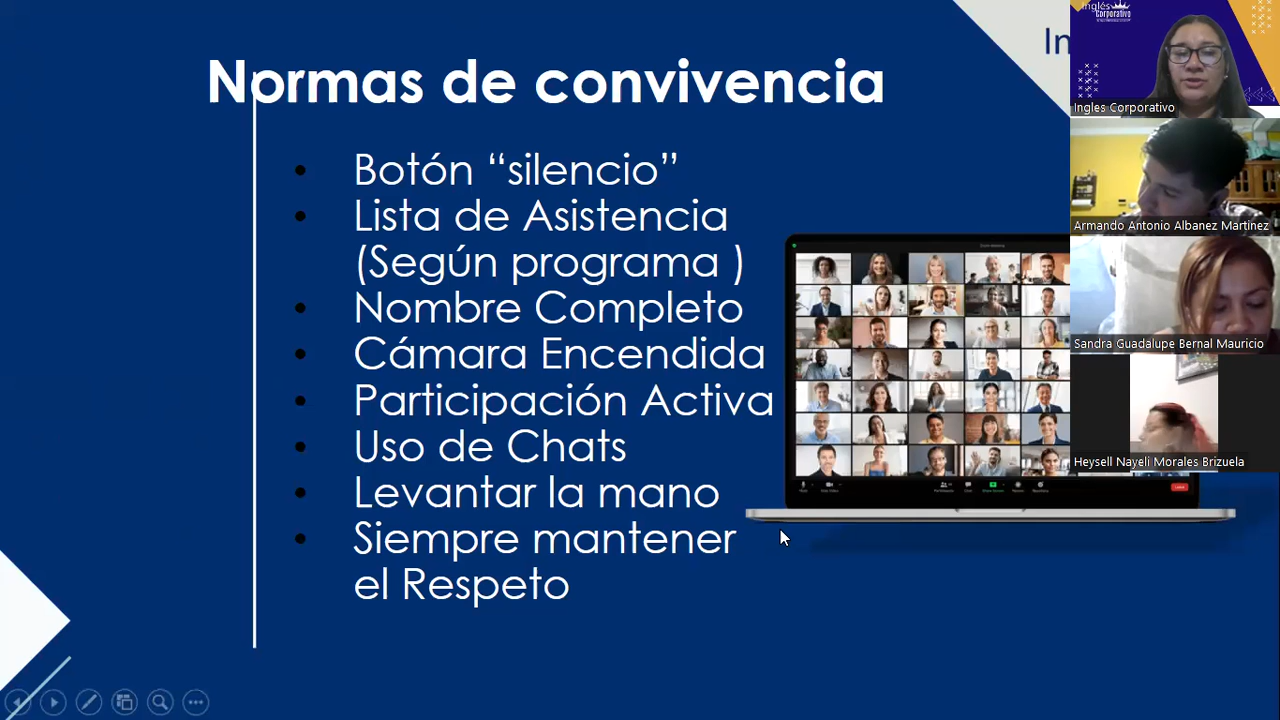 In
Normas de convivencia
Botón “silencio”
Lista de Asistencia
(Según programa )
Nombre Completo
Cámara Encendida
Participación Activa
Uso de Chats
Levantar la mano
Siempre mantener
el Respeto
Inglés
Corporativo
Ingles Corporativo
Armando Antonio Albanez Martinez
Sandra Guadalupe Bernal Mauricio
Heysell Nayeli Morales Brizuela